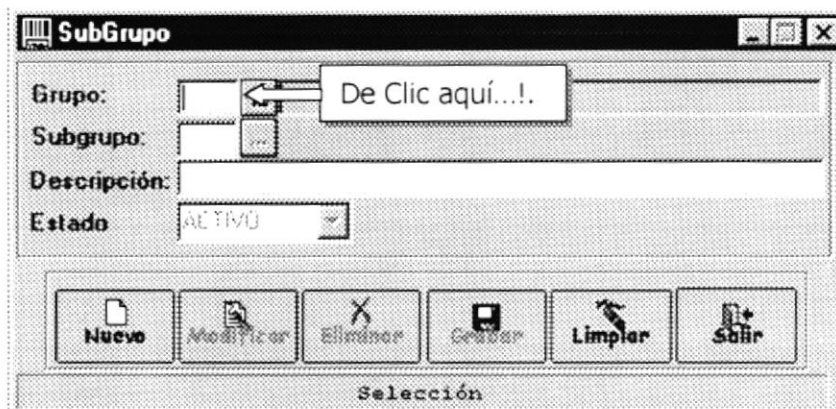 SubGrupo
Grupo:
De Clic aquí...!.
Subgrupo:
...
Descripción:
Estado ACTIVO
Nuevo Modificar Eliminar Grabar Limpiar Salir
Selección